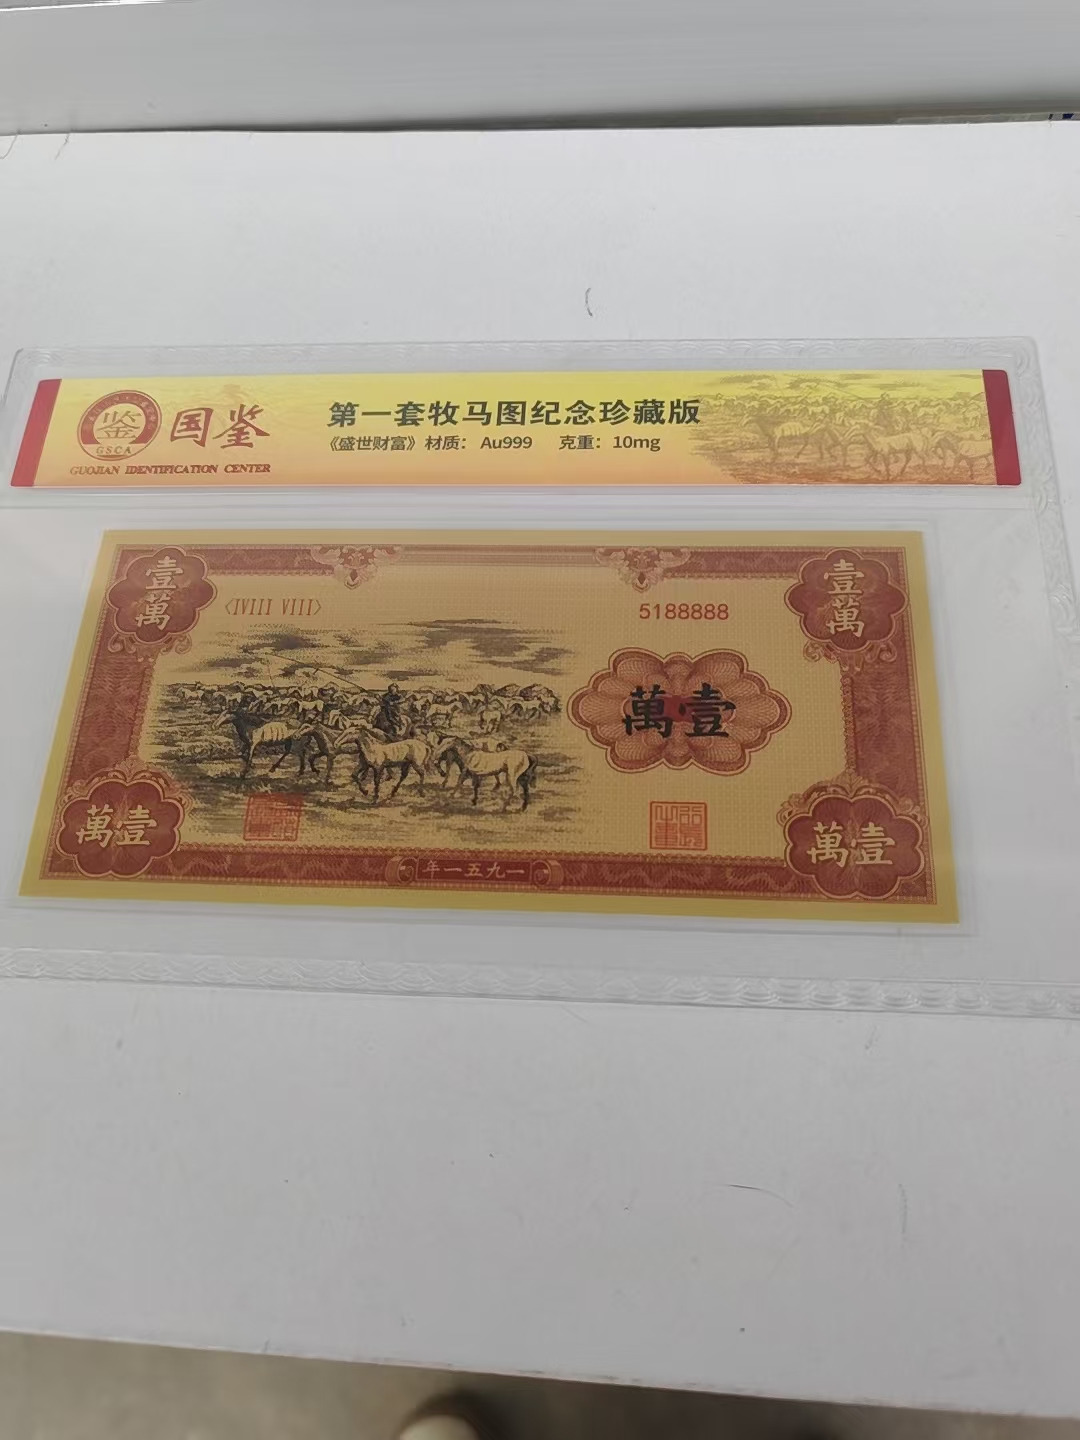 国鉴
GSCA
GUOJIAN IDENTIFICATION CENTER
第一套牧马图纪念珍藏版
《盛世财富》材质：Au999 克重：10mg
壹萬
〈IVIII VIII〉
5188888
壹萬
萬壹
萬壹
萬壹
年一五九一